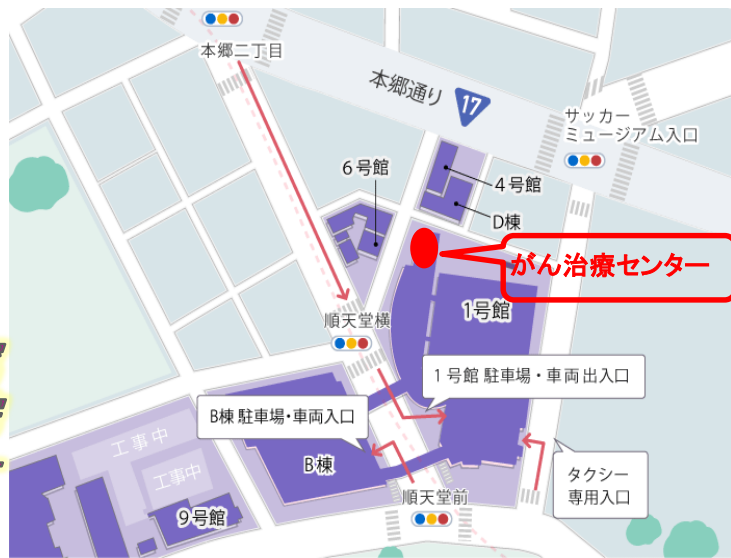 本郷二丁目
本郷通り
17
サッカー
ミュージアム入口
6号館
4号館
D棟
がん治療センター
1号館
順天堂横
1号館 駐車場・車両出入口
B棟 駐車場・車両入口
工事中
工事中
B棟
タクシー
専用入口
順天堂前
9号館